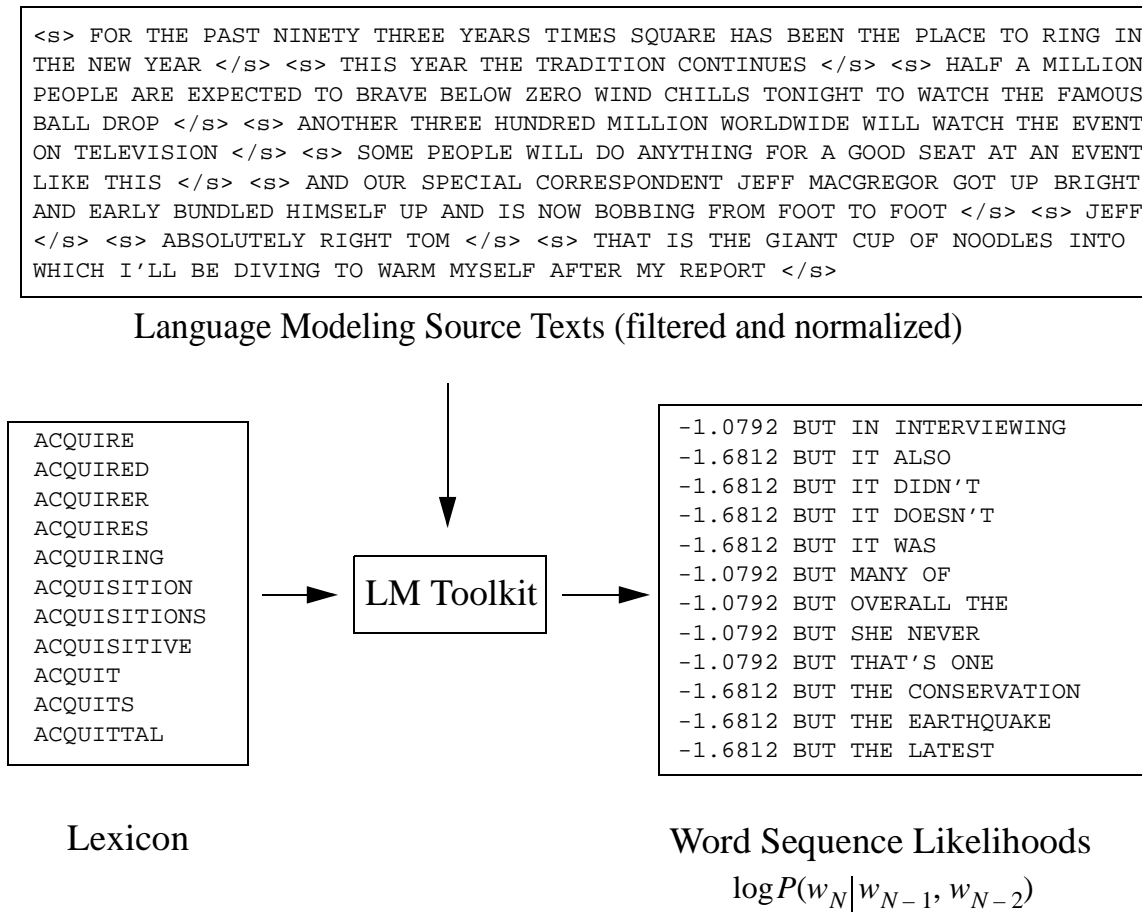 <s> FOR THE PAST NINETY THREE YEARS TIMES SQUARE HAS BEEN THE PLACE TO RING IN
THE NEW YEAR </s> <s> THIS YEAR THE TRADITION CONTINUES </s> <s> HALF A MILLION
PEOPLE ARE EXPECTED TO BRAVE BELOW ZERO WIND CHILLS TONIGHT TO WATCH THE FAMOUS
BALL DROP </s> <s> ANOTHER THREE HUNDRED MILLION WORLDWIDE WILL WATCH THE EVENT
ON TELEVISION </s> <s> SOME PEOPLE WILL DO ANYTHING FOR A GOOD SEAT AT AN EVENT
LIKE THIS </s> <s> AND OUR SPECIAL CORRESPONDENT JEFF MACGREGOR GOT UP BRIGHT
AND EARLY BUNDLED HIMSELF UP AND IS NOW BOBBING FROM FOOT TO FOOT </s> <s> JEFF
</s> <s> ABSOLUTELY RIGHT TOM </s> <s> THAT IS THE GIANT CUP OF NOODLES INTO
WHICH I'LL BE DIVING TO WARM MYSELF AFTER MY REPORT </s>
Language Modeling Source Texts (filtered and normalized)
ACQUIRE
ACQUIRED
ACQUIRER
ACQUIRES
ACQUIRING
ACQUISITION
ACQUISITIONS
ACQUISITIVE
ACQUIT
ACQUITS
ACQUITTAL
Lexicon
LM Toolkit
-1.0792 BUT IN INTERVIEWING
-1.6812 BUT IT ALSO
-1.6812 BUT IT DIDN'T
-1.6812 BUT IT DOESN'T
-1.6812 BUT IT WAS
-1.0792 BUT MANY OF
-1.0792 BUT OVERALL THE
-1.0792 BUT SHE NEVER
-1.0792 BUT THAT'S ONE
-1.6812 BUT THE CONSERVATION
-1.6812 BUT THE EARTHQUAKE
-1.6812 BUT THE LATEST
Word Sequence Likelihoods
log P(w_N | w_{N-1}, w_{N-2})